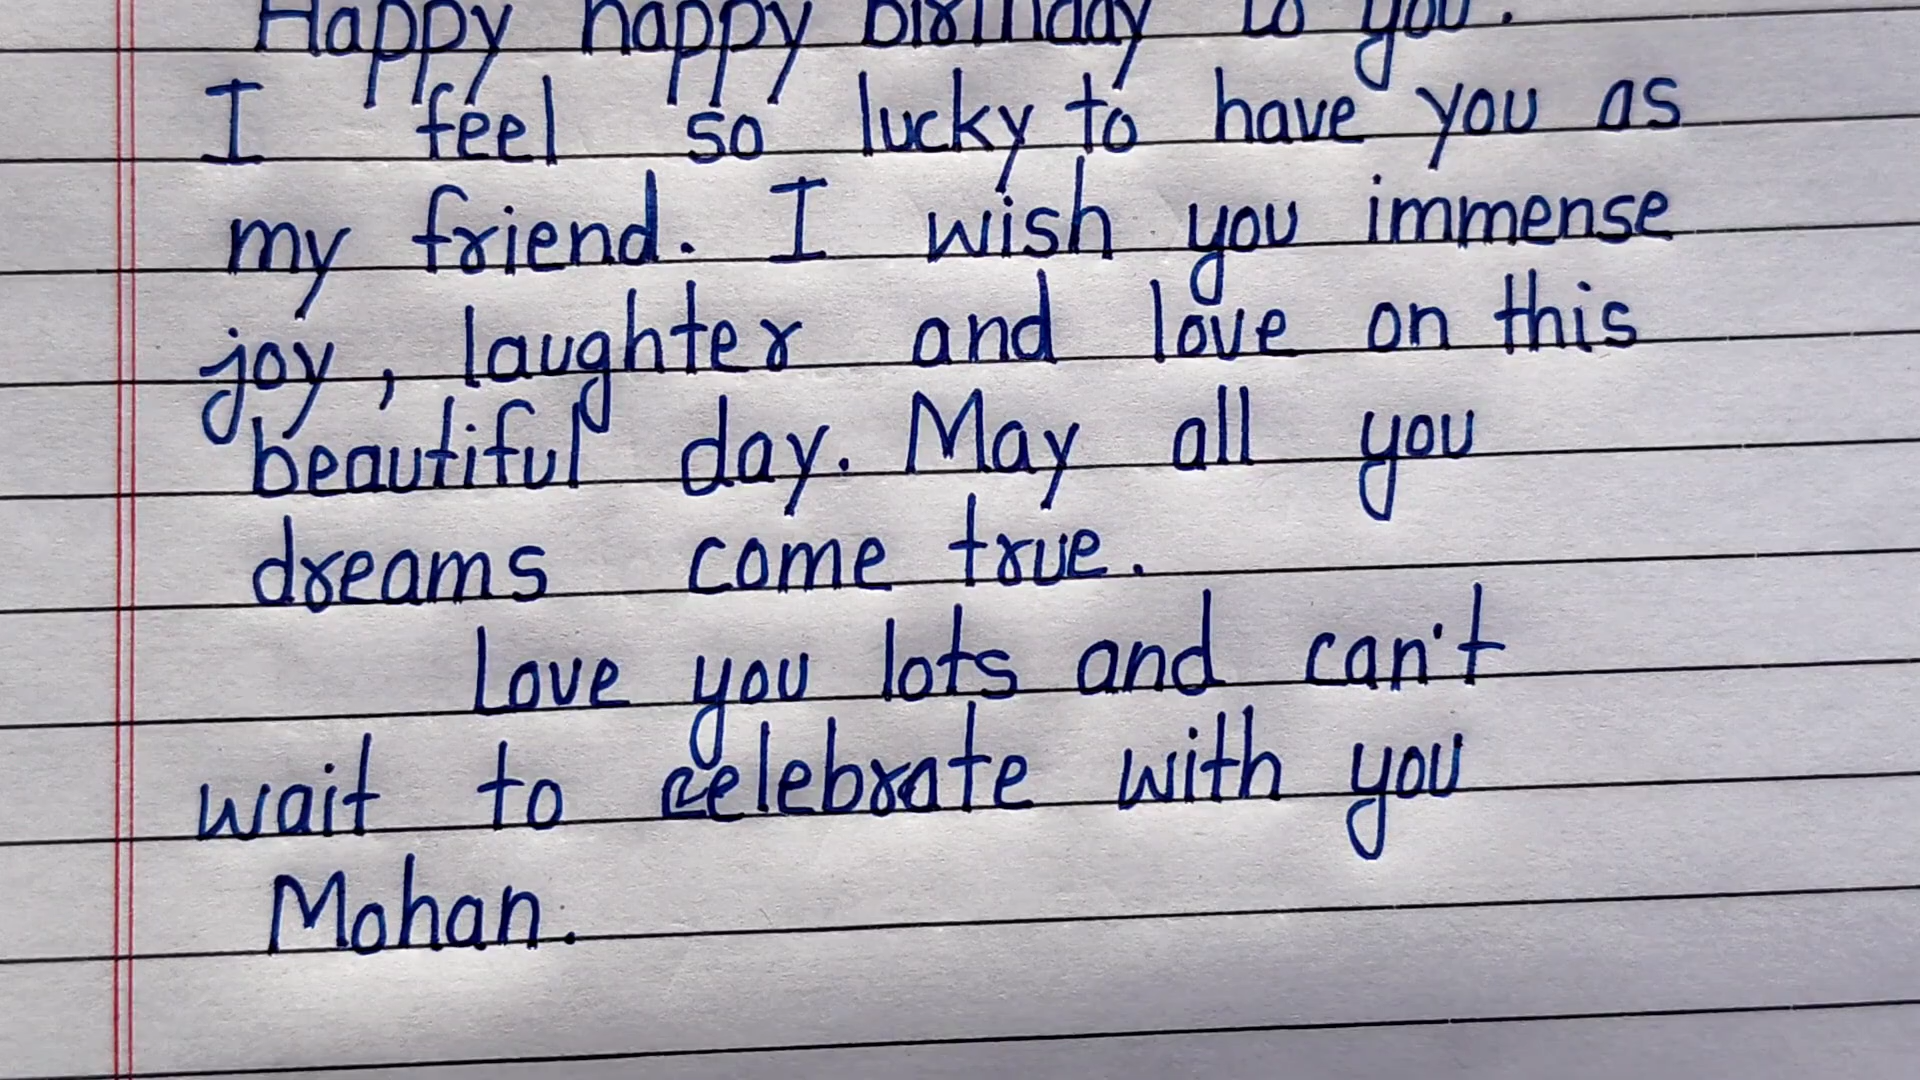 Happy happy birthday to you.
I feel so lucky to have you as
my friend. I wish you immense
joy, laughter and love on this
beautiful day. May all you
dreams come true.
Love you lots and can't
wait to celebrate with you
Mohan.